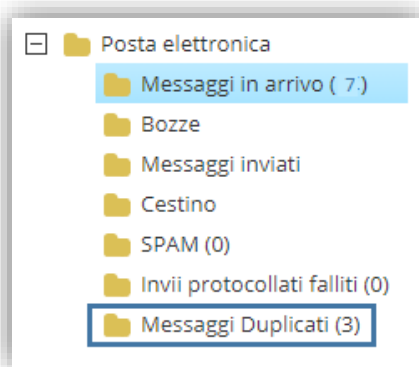 Posta elettronica
Messaggi in arrivo ( 7.)
Bozze
Messaggi inviati
Cestino
SPAM (0)
Invii protocollati falliti (0)
Messaggi Duplicati (3)